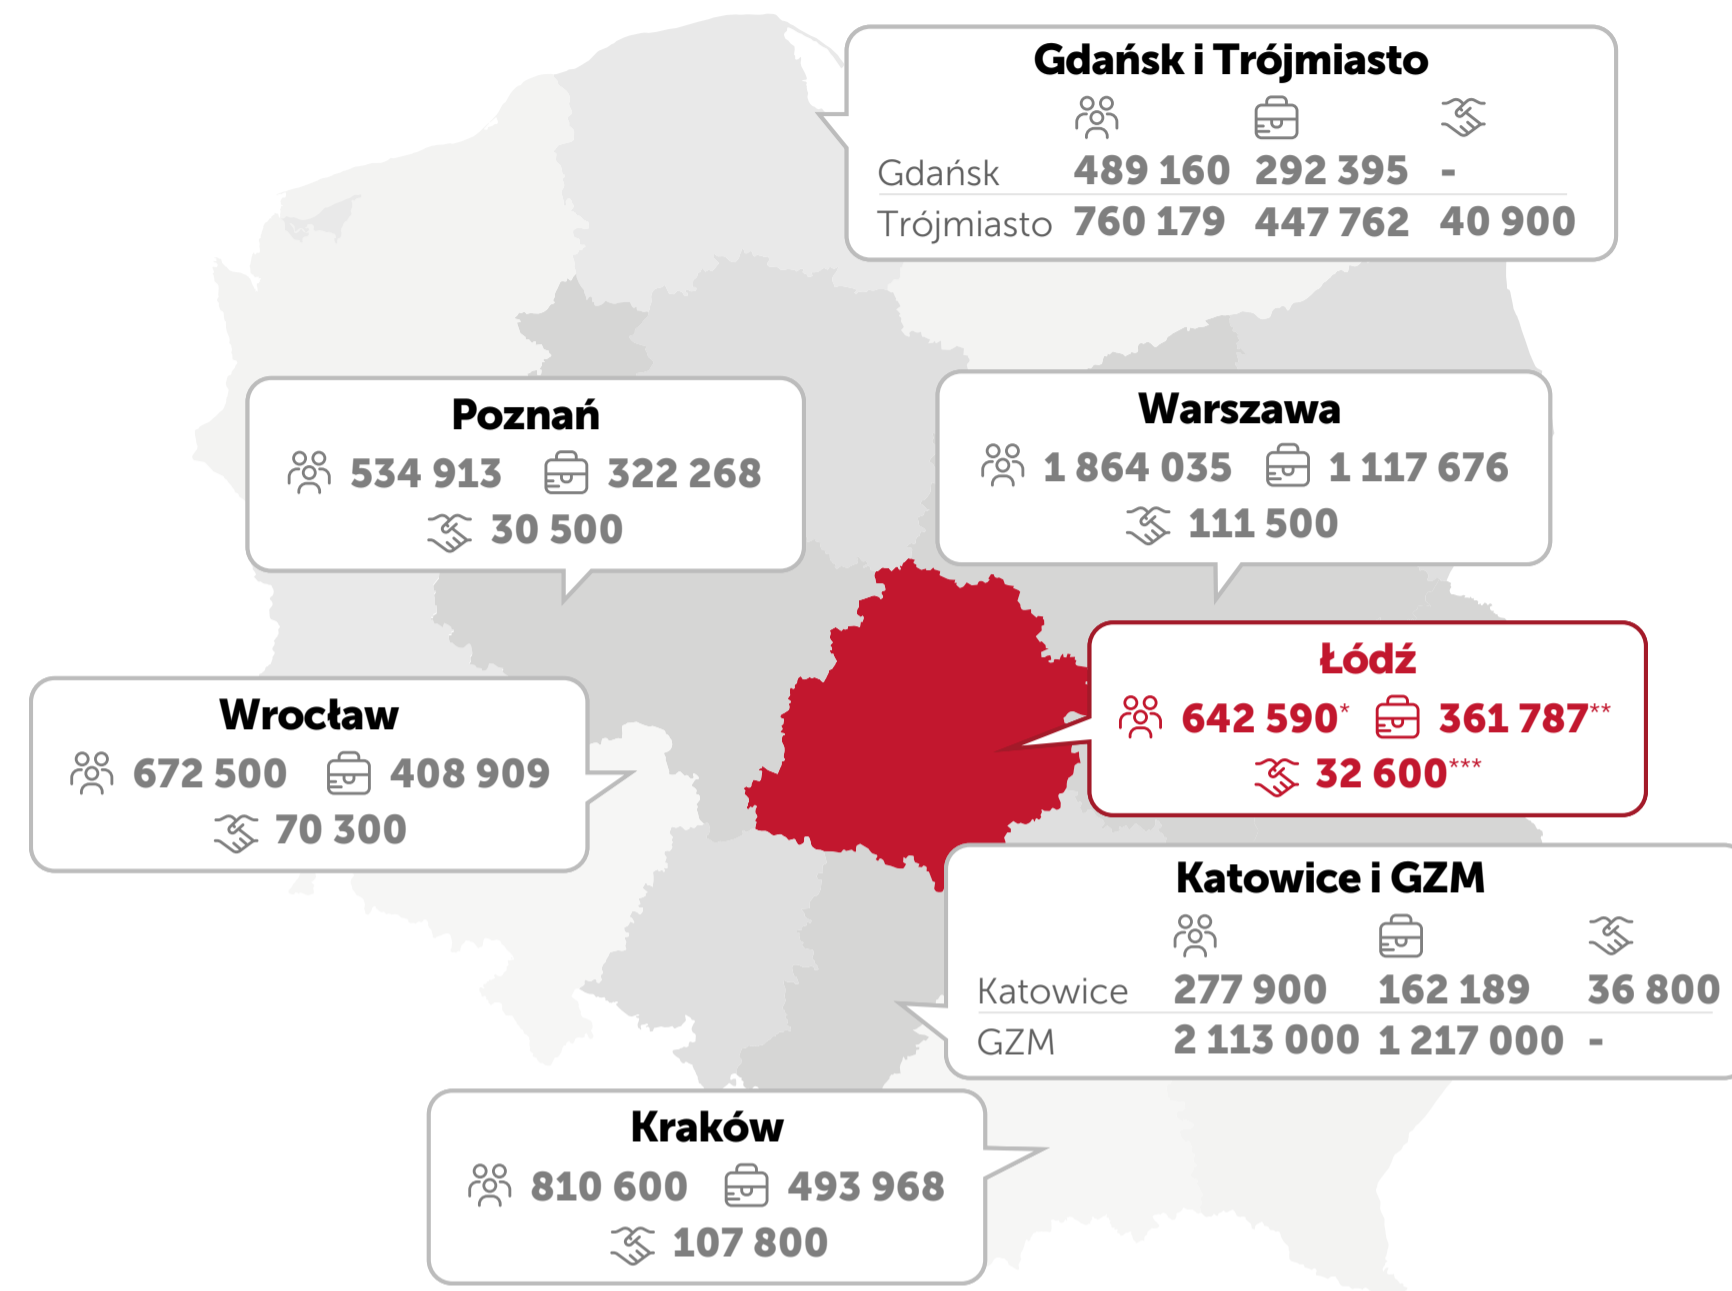 Gdańsk i Trójmiasto
Gdańsk 489 160 292 395 -
Trójmiasto 760 179 447 762 40 900
Poznań
534 913 322 268
30 500
Warszawa
1 864 035 1 117 676
111 500
Łódź
642 590* 361 787**
32 600***
Wrocław
672 500 408 909
70 300
Katowice i GZM
Katowice 277 900 162 189 36 800
GZM 2 113 000 1 217 000 -
Kraków
810 600 493 968
107 800